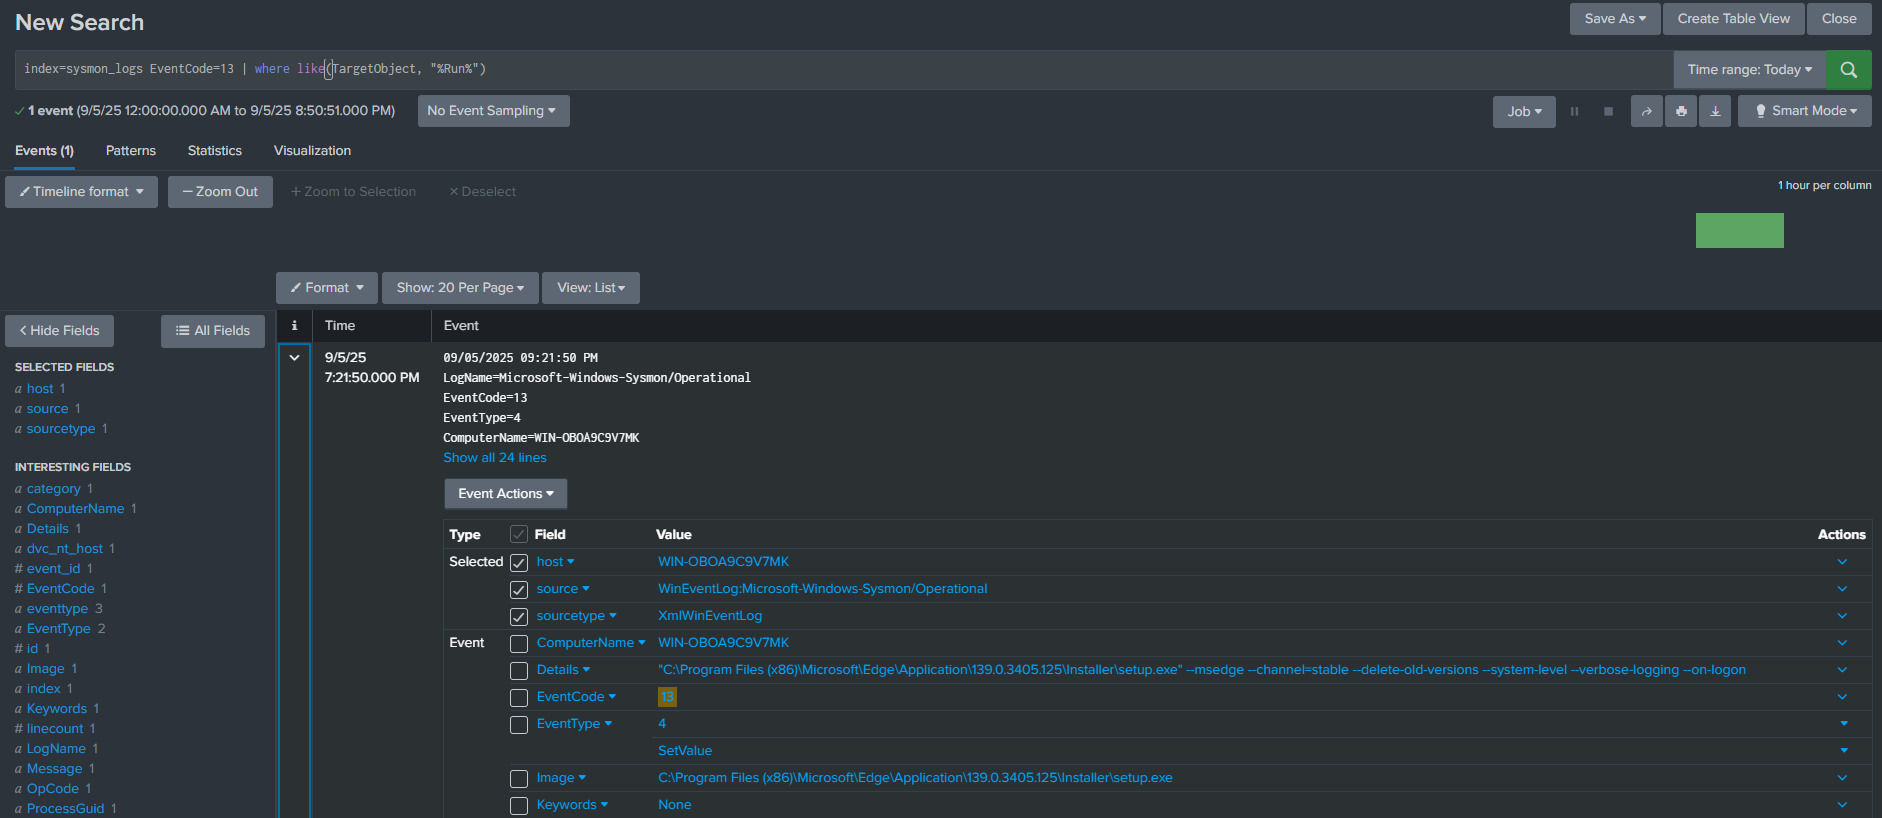 New Search
Save As
Create Table View
Close
index=sysmon_logs EventCode=13 | where like(TargetObject, "%Run%")
Time range: Today
1 event (9/5/25 12:00:00.000 AM to 9/5/25 8:50:51.000 PM)
No Event Sampling
Job
Smart Mode
Events (1)
Patterns
Statistics
Visualization
Timeline format
— Zoom Out
+ Zoom to Selection
× Deselect
1 hour per column
Format
Show: 20 Per Page
View: List
< Hide Fields
All Fields
i
Time
Event
SELECTED FIELDS
a host 1
a source 1
a sourcetype 1
INTERESTING FIELDS
a category 1
a ComputerName 1
a Details 1
a dvc_nt_host 1
# event_id 1
# EventCode 1
a eventtype 3
a EventType 2
# id 1
a Image 1
a index 1
a Keywords 1
# linecount 1
a LogName 1
a Message 1
a OpCode 1
a ProcessGuid 1
9/5/25
7:21:50.000 PM
09/05/2025 09:21:50 PM
LogName=Microsoft-Windows-Sysmon/Operational
EventCode=13
EventType=4
ComputerName=WIN-OBOA9C9V7MK
Show all 24 lines
Event Actions
Type Field Value Actions
Selected host WIN-OBOA9C9V7MK
source WinEventLog:Microsoft-Windows-Sysmon/Operational
sourcetype XmlWinEventLog
Event ComputerName WIN-OBOA9C9V7MK
Details "C:\Program Files (x86)\Microsoft\Edge\Application\139.0.3405.125\Installer\setup.exe" --msedge --channel=stable --delete-old-versions --system-level --verbose-logging --on-logon
EventCode 13
EventType 4
SetValue
Image C:\Program Files (x86)\Microsoft\Edge\Application\139.0.3405.125\Installer\setup.exe
Keywords None